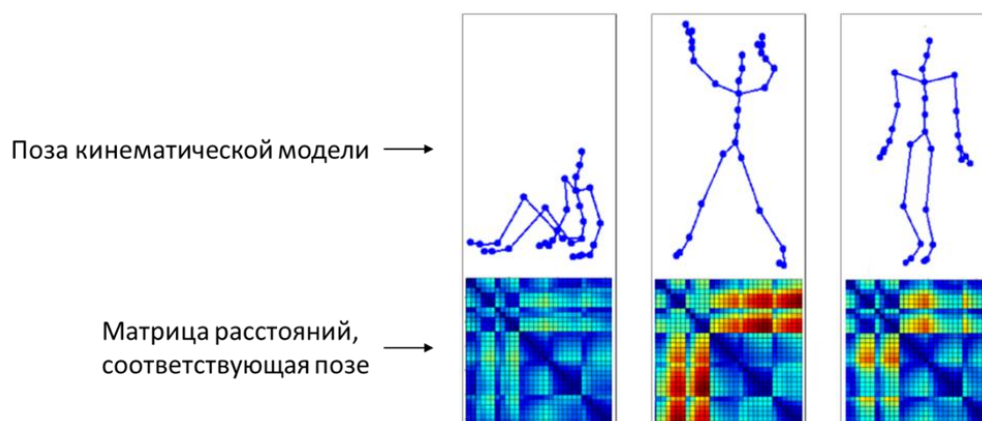 Поза кинематической модели
Матрица расстояний,
соответствующая позе